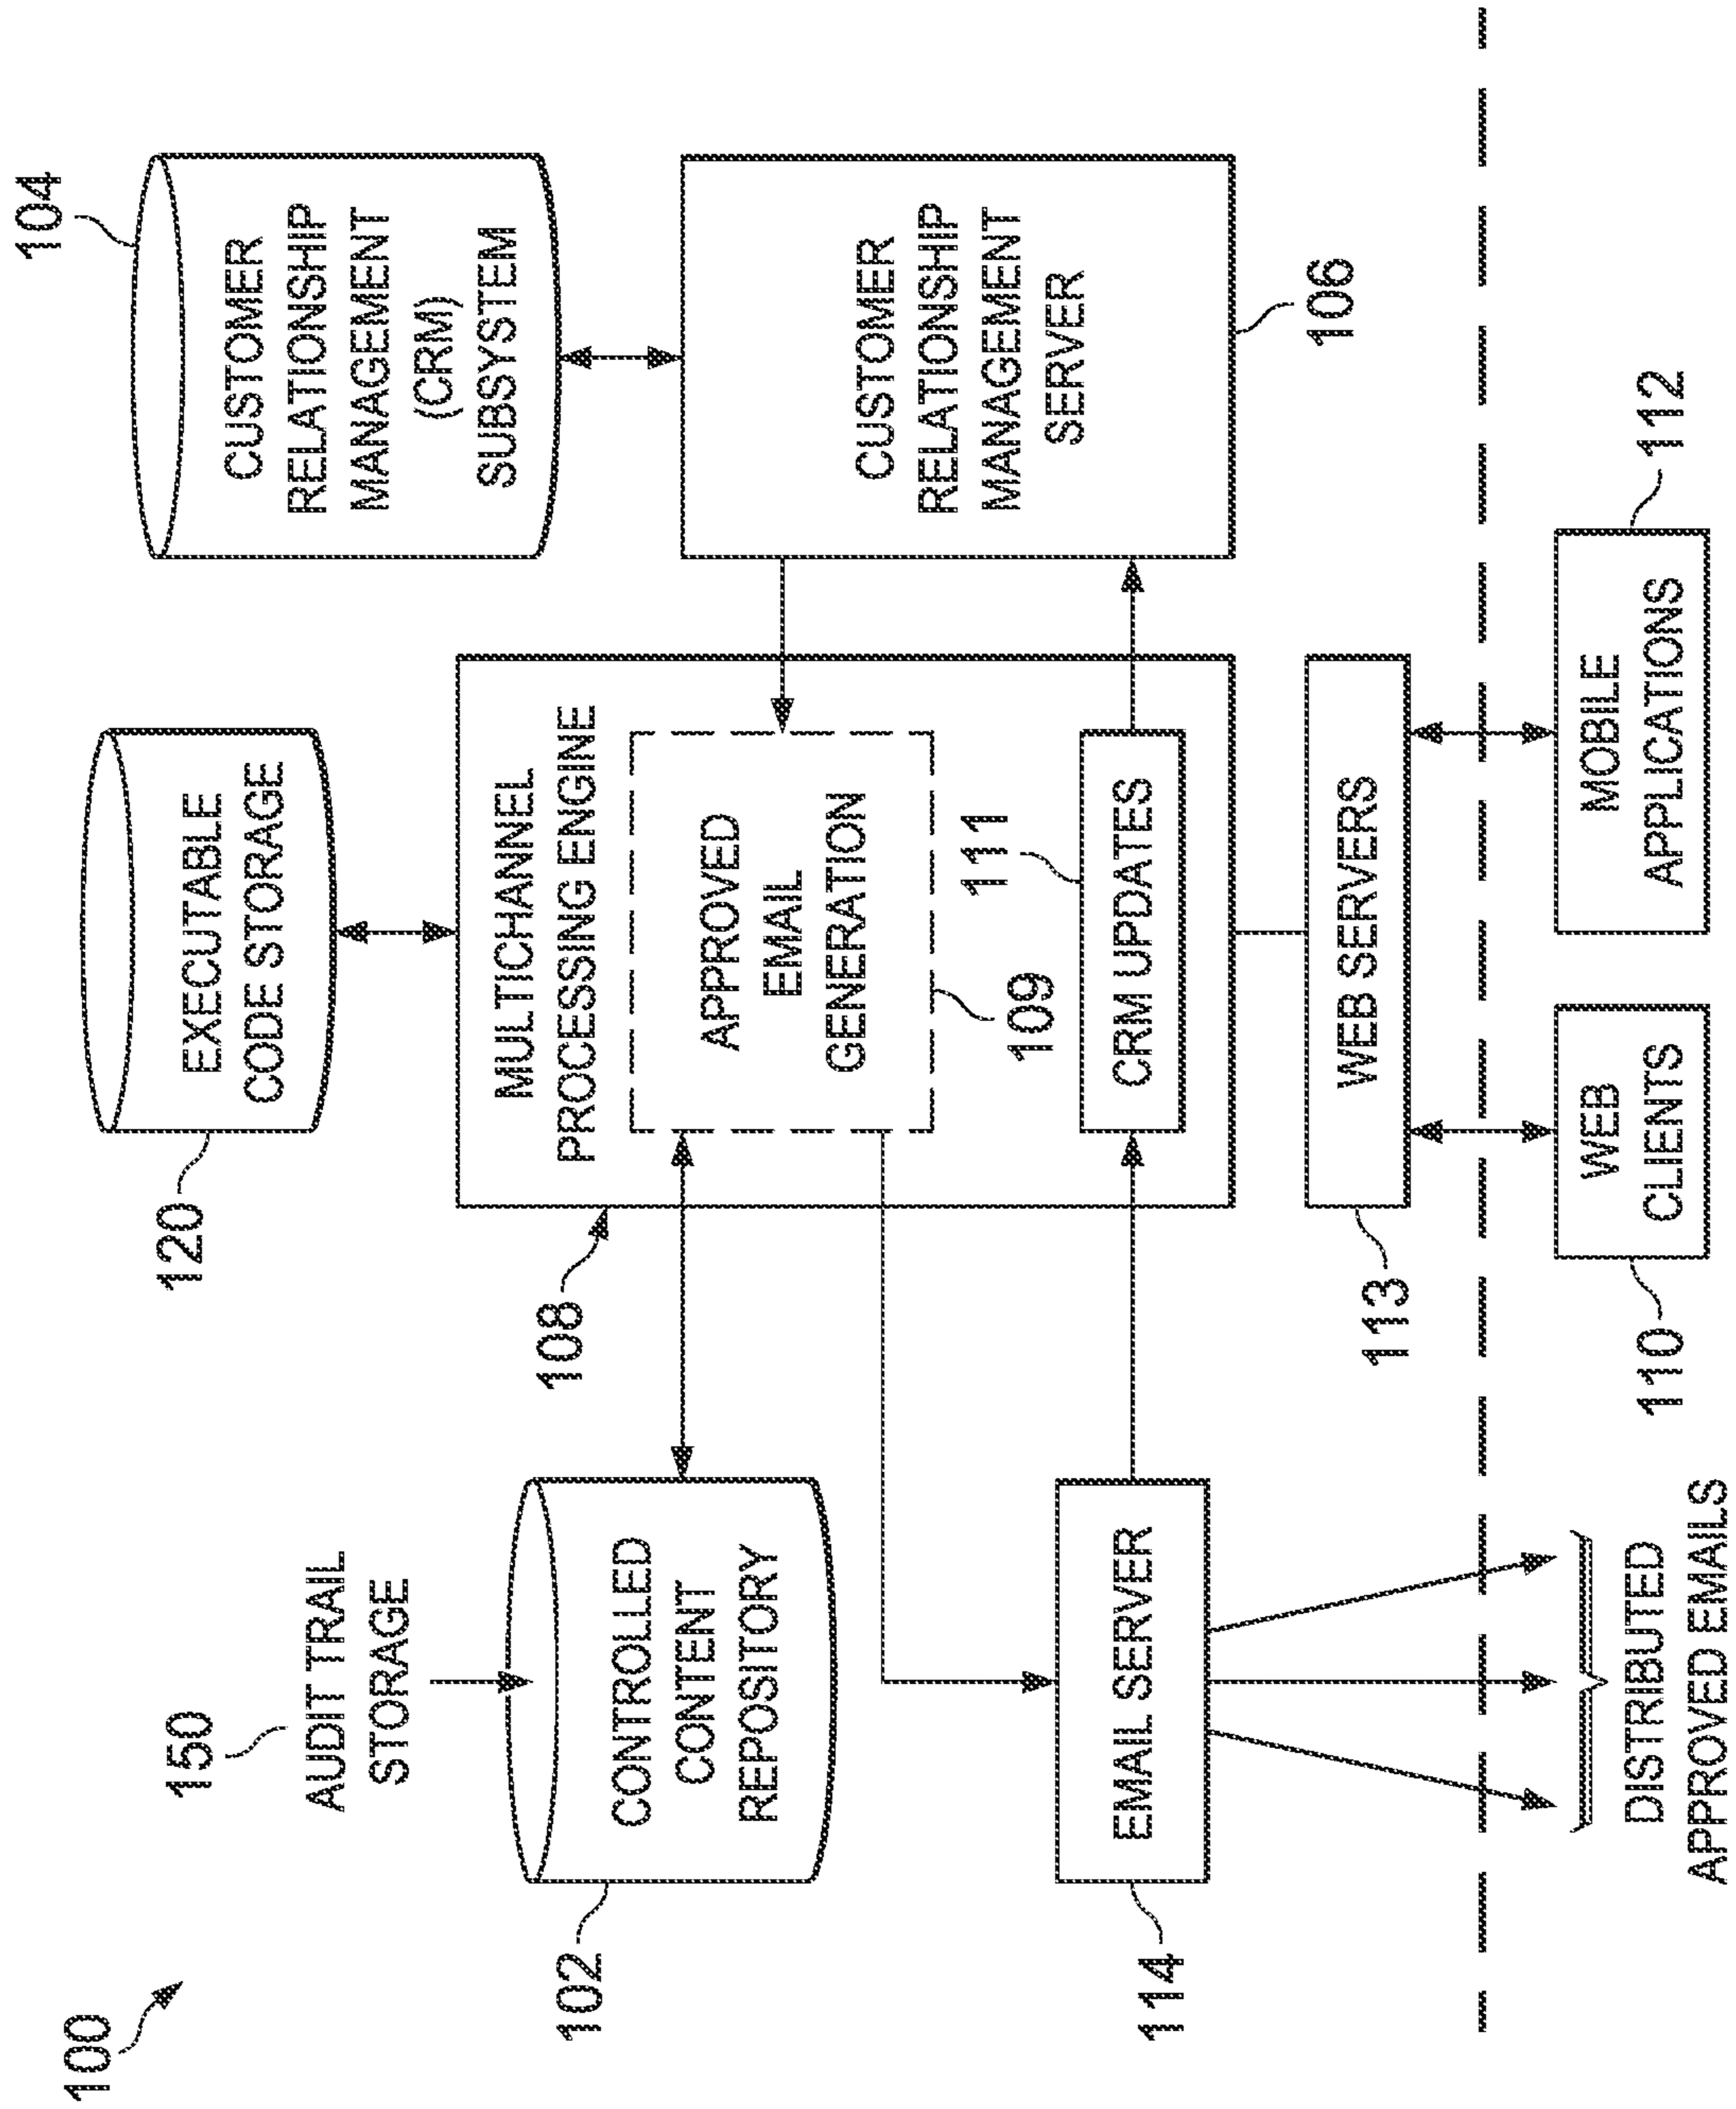 100
120
EXECUTABLE
CODE STORAGE
104
CUSTOMER
RELATIONSHIP
MANAGEMENT
(CRM)
SUBSYSTEM
150
AUDIT TRAIL
STORAGE
102
CONTROLLED
CONTENT
REPOSITORY
108
MULTICHANNEL
PROCESSING ENGINE
APPROVED
EMAIL
GENERATION
109
111
CRM UPDATES
CUSTOMER
RELATIONSHIP
MANAGEMENT
SERVER
106
114
EMAIL SERVER
113
WEB SERVERS
DISTRIBUTED
APPROVED EMAILS
110
WEB
CLIENTS
MOBILE
APPLICATIONS
112